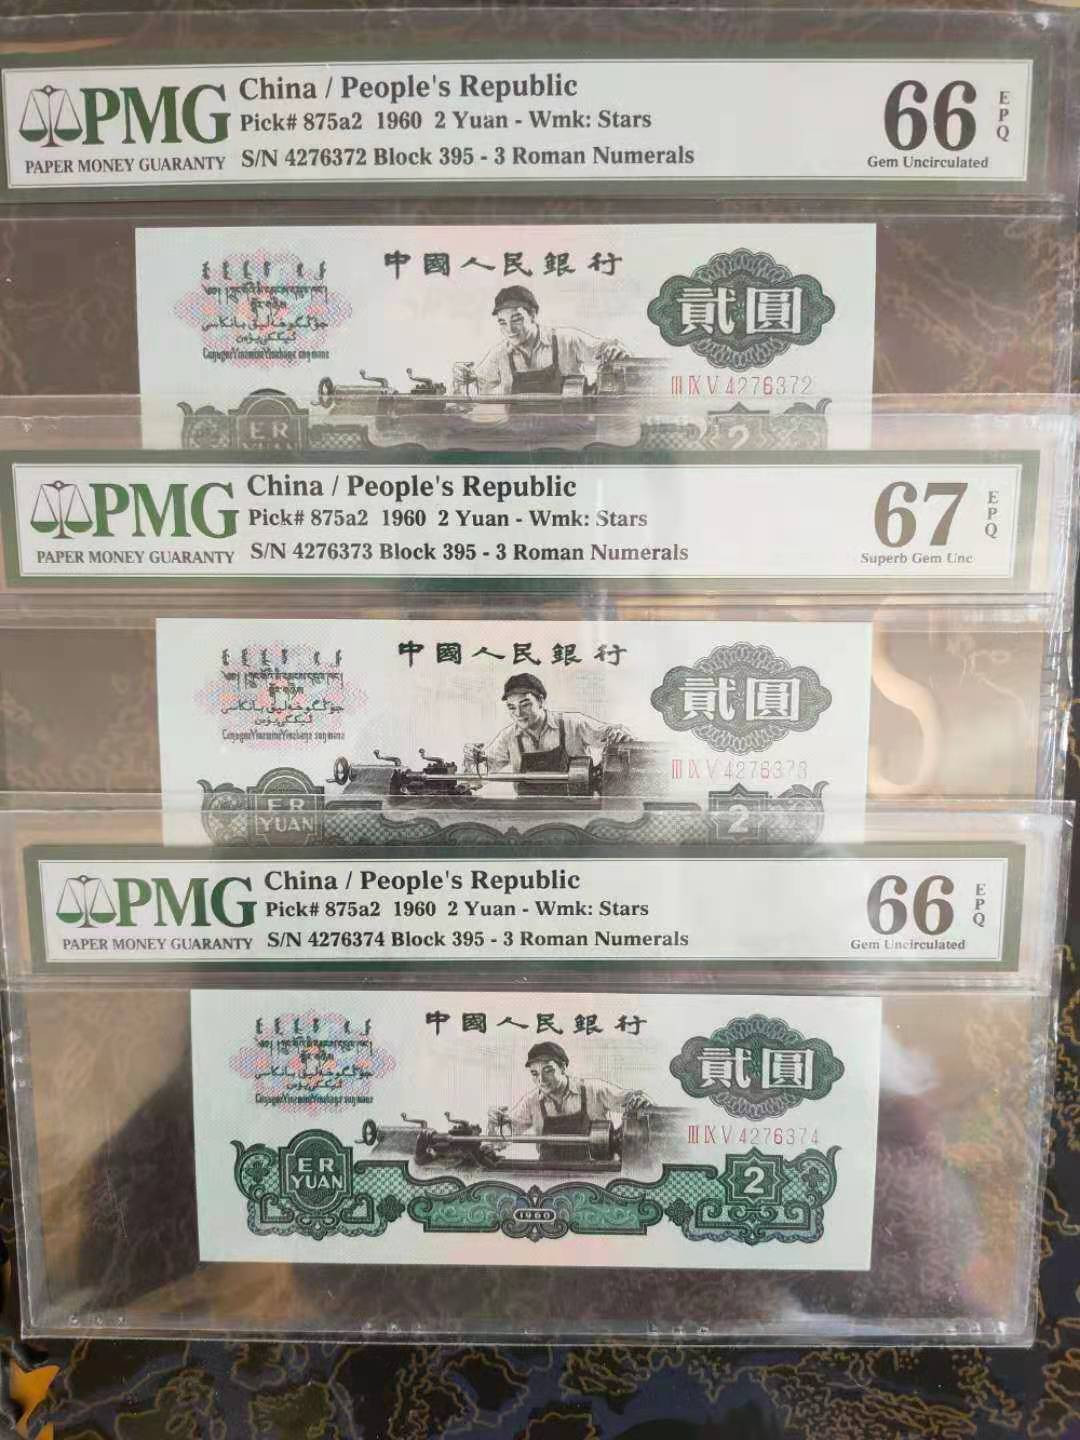 PMG
PAPER MONEY GUARANTY
China / People's Republic
Pick# 875a2 1960 2 Yuan - Wmk: Stars
S/N 4276372 Block 395 - 3 Roman Numerals
66
EPQ
Gem Uncirculated
中國人民銀行
貳圓
III IX V 4276372
ER
YUAN
2
PMG
PAPER MONEY GUARANTY
China / People's Republic
Pick# 875a2 1960 2 Yuan - Wmk: Stars
S/N 4276373 Block 395 - 3 Roman Numerals
67
EPQ
Superb Gem Unc
中國人民銀行
貳圓
III IX V 4276373
ER
YUAN
2
PMG
PAPER MONEY GUARANTY
China / People's Republic
Pick# 875a2 1960 2 Yuan - Wmk: Stars
S/N 4276374 Block 395 - 3 Roman Numerals
66
EPQ
Gem Uncirculated
中國人民銀行
貳圓
III IX V 4276374
ER
YUAN
2
1960